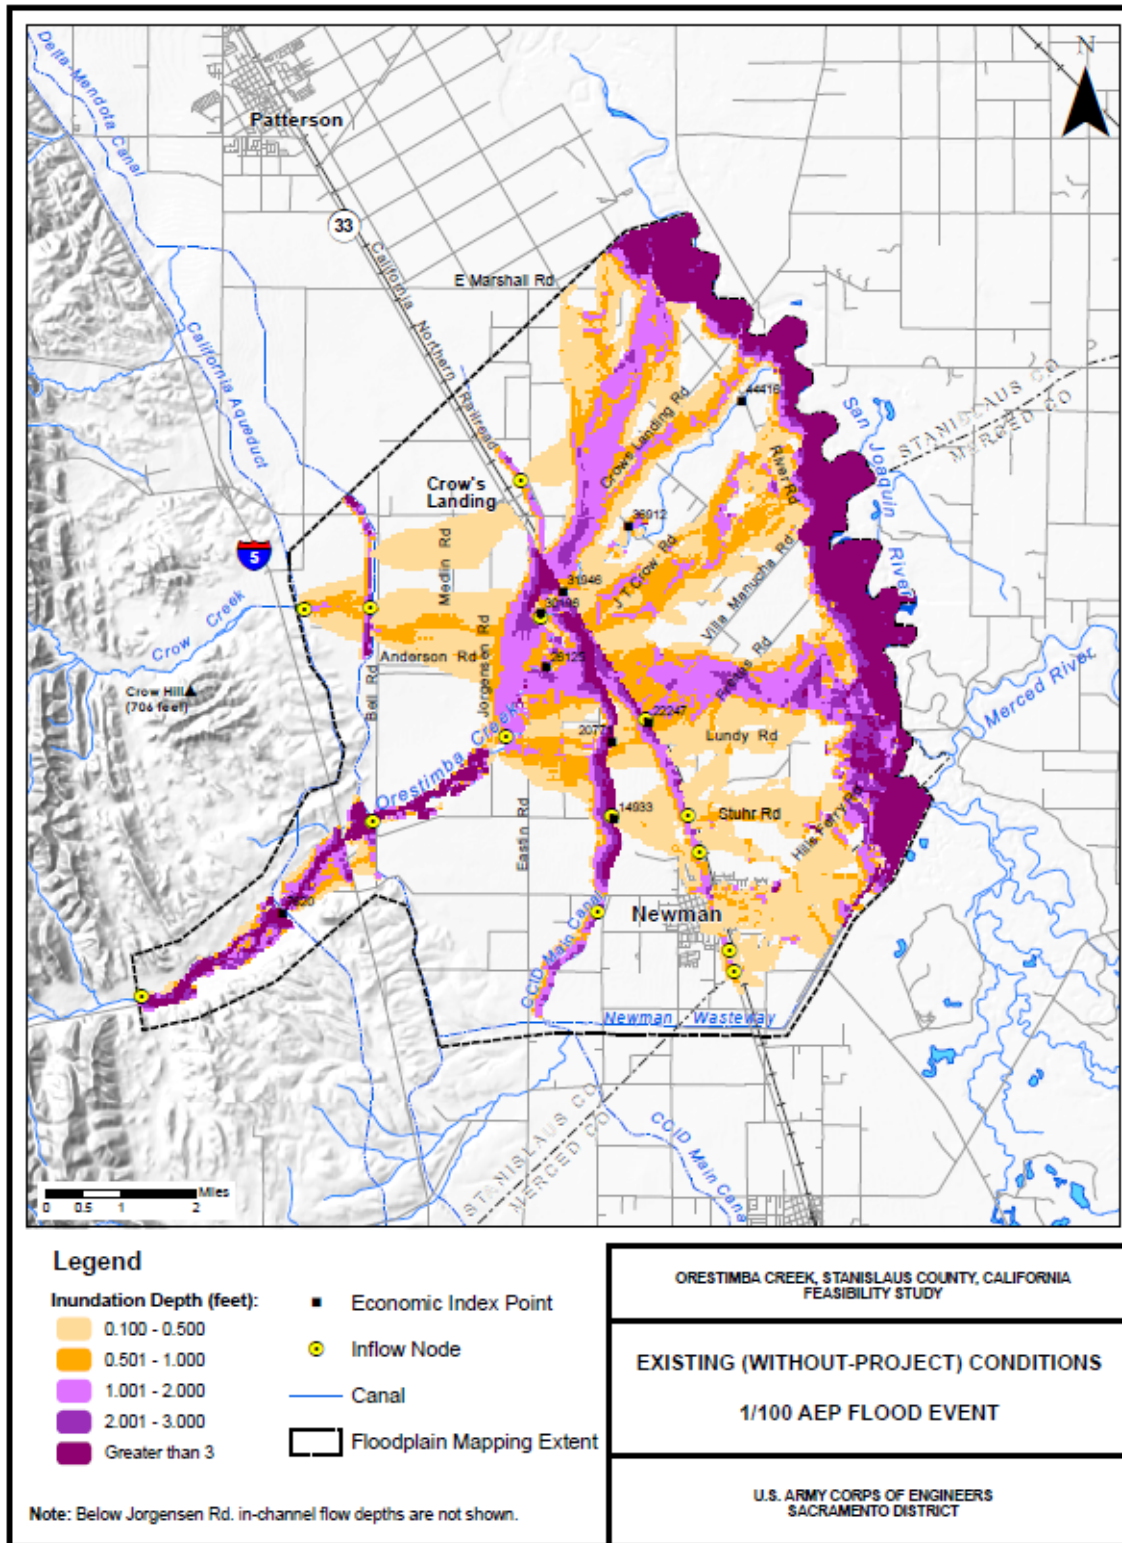 N
Delta-Mendota Canal
Patterson
33
California Northern Railroad
E Marshall Rd
California Aqueduct
44416
Crows Landing Rd
San Joaquin River
STANISLAUS CO
MERCED CO
River Rd
Crow's
Landing
36912
5
Medlin Rd
J T Crow Rd
Villa Manucha Rd
31946
30195
Crow Creek
Anderson Rd
Jorgensen Rd
26125
Freitas Rd
Merced River
Crow Hill
(706 feet)
Bell Rd
22247
Lundy Rd
2077
Orestimba Creek
14933
Stuhr Rd
Eastin Rd
Hills Ferry Rd
Newman
CCID Main Canal
Newman Wasteway
STANISLAUS CO
MERCED CO
CCID Main Canal
Miles
0 0.5 1 2
Legend
Inundation Depth (feet):
0.100 - 0.500
0.501 - 1.000
1.001 - 2.000
2.001 - 3.000
Greater than 3
Economic Index Point
Inflow Node
Canal
Floodplain Mapping Extent
Note: Below Jorgensen Rd. in-channel flow depths are not shown.
ORESTIMBA CREEK, STANISLAUS COUNTY, CALIFORNIA
FEASIBILITY STUDY
EXISTING (WITHOUT-PROJECT) CONDITIONS
1/100 AEP FLOOD EVENT
U.S. ARMY CORPS OF ENGINEERS
SACRAMENTO DISTRICT